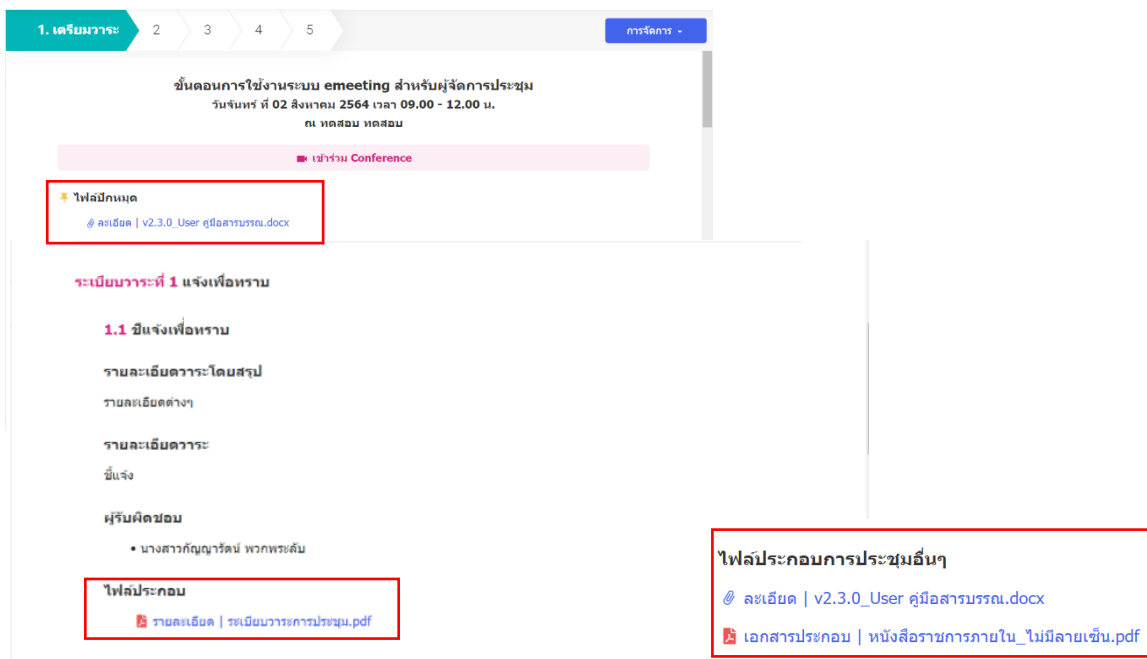 1. เตรียมวาระ 2 3 4 5 การจัดการ
ขั้นตอนการใช้งานระบบ emeeting สำหรับผู้จัดการประชุม
วันจันทร์ ที่ 02 สิงหาคม 2564 เวลา 09.00 - 12.00 น.
ณ ทดสอบ ทดสอบ
เข้าร่วม Conference
ไฟล์ปักหมุด
ละเอียด | v2.3.0_User คู่มือสารบรรณ.docx
ระเบียบวาระที่ 1 แจ้งเพื่อทราบ
1.1 ชี้แจ้งเพื่อทราบ
รายละเอียดวาระโดยสรุป
รายละเอียดต่างๆ
รายละเอียดวาระ
ชี้แจ้ง
ผู้รับผิดชอบ
• นางสาวกัญญารัตน์ พวกพระลับ
ไฟล์ประกอบ
รายละเอียด | ระเบียบวาระการประชุม.pdf
ไฟล์ประกอบการประชุมอื่นๆ
ละเอียด | v2.3.0_User คู่มือสารบรรณ.docx
เอกสารประกอบ | หนังสือราชการภายใน_ไม่มีลายเซ็น.pdf